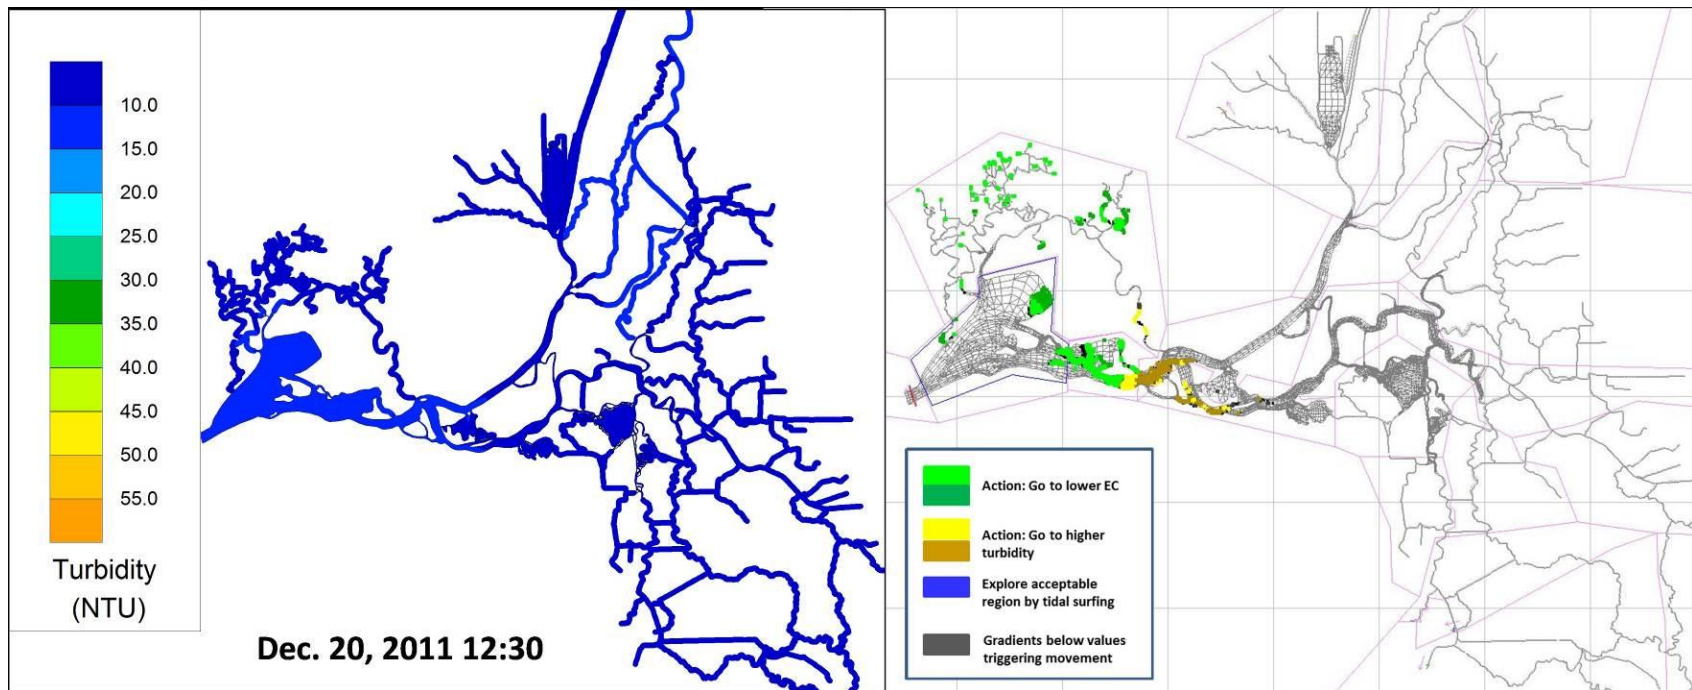 10.0
15.0
20.0
25.0
30.0
35.0
40.0
45.0
50.0
55.0
Turbidity
(NTU)
Dec. 20, 2011 12:30
Action: Go to lower EC
Action: Go to higher
turbidity
Explore acceptable
region by tidal surfing
Gradients below values
triggering movement